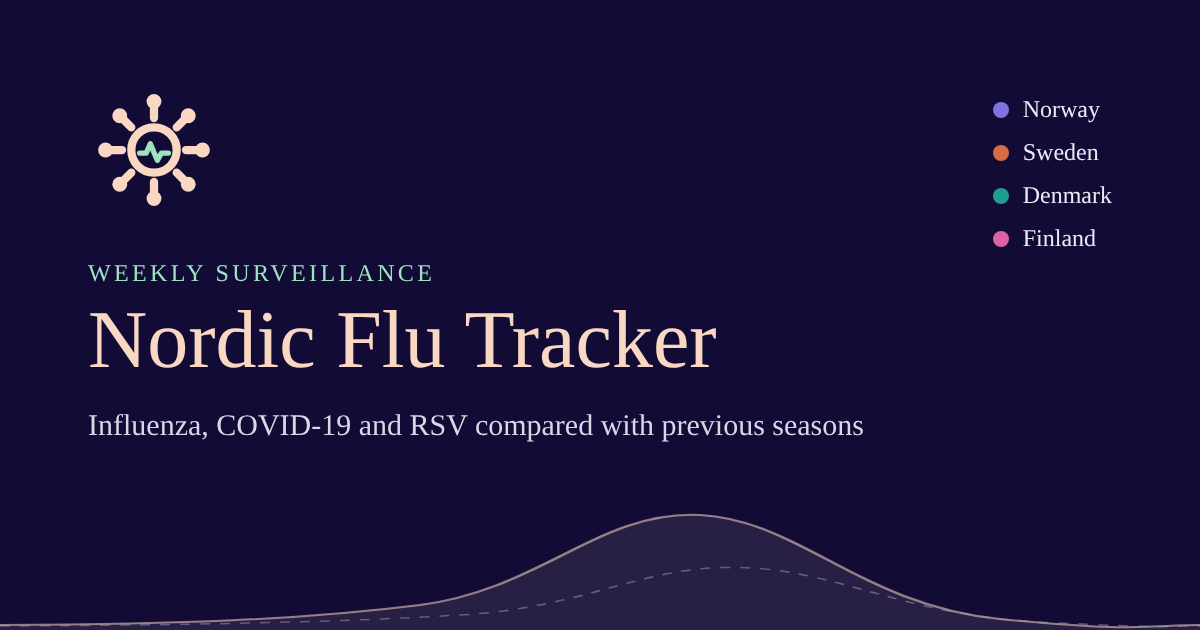 Norway
Sweden
Denmark
Finland
WEEKLY SURVEILLANCE
Nordic Flu Tracker
Influenza, COVID-19 and RSV compared with previous seasons